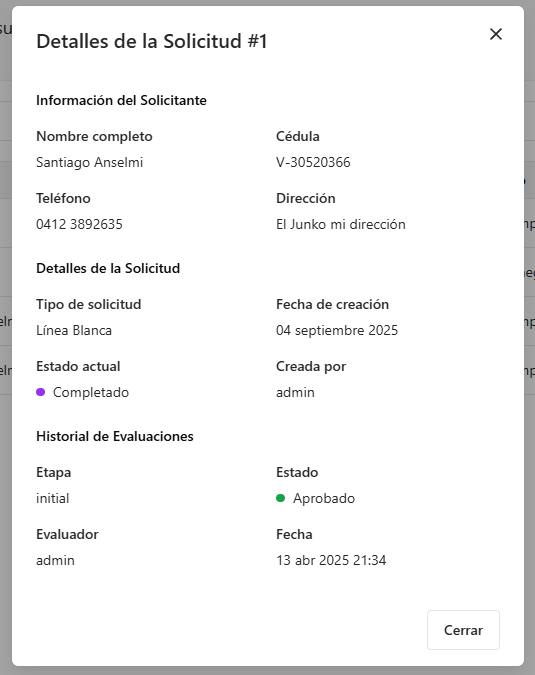 Detalles de la Solicitud #1
Información del Solicitante
Nombre completo
Cédula
Santiago Anselmi
V-30520366
Teléfono
Dirección
0412 3892635
El Junko mi dirección
Detalles de la Solicitud
Tipo de solicitud
Fecha de creación
Línea Blanca
04 septiembre 2025
Estado actual
Creada por
Completado
admin
Historial de Evaluaciones
Etapa
Estado
initial
Aprobado
Evaluador
Fecha
admin
13 abr 2025 21:34
Cerrar